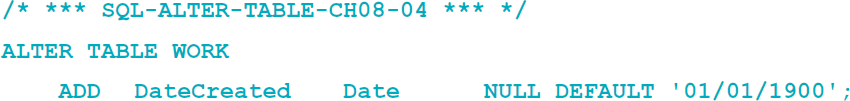 /* *** SQL-ALTER-TABLE-CH08-04 *** */
ALTER TABLE WORK
ADD DateCreated Date NULL DEFAULT '01/01/1900';